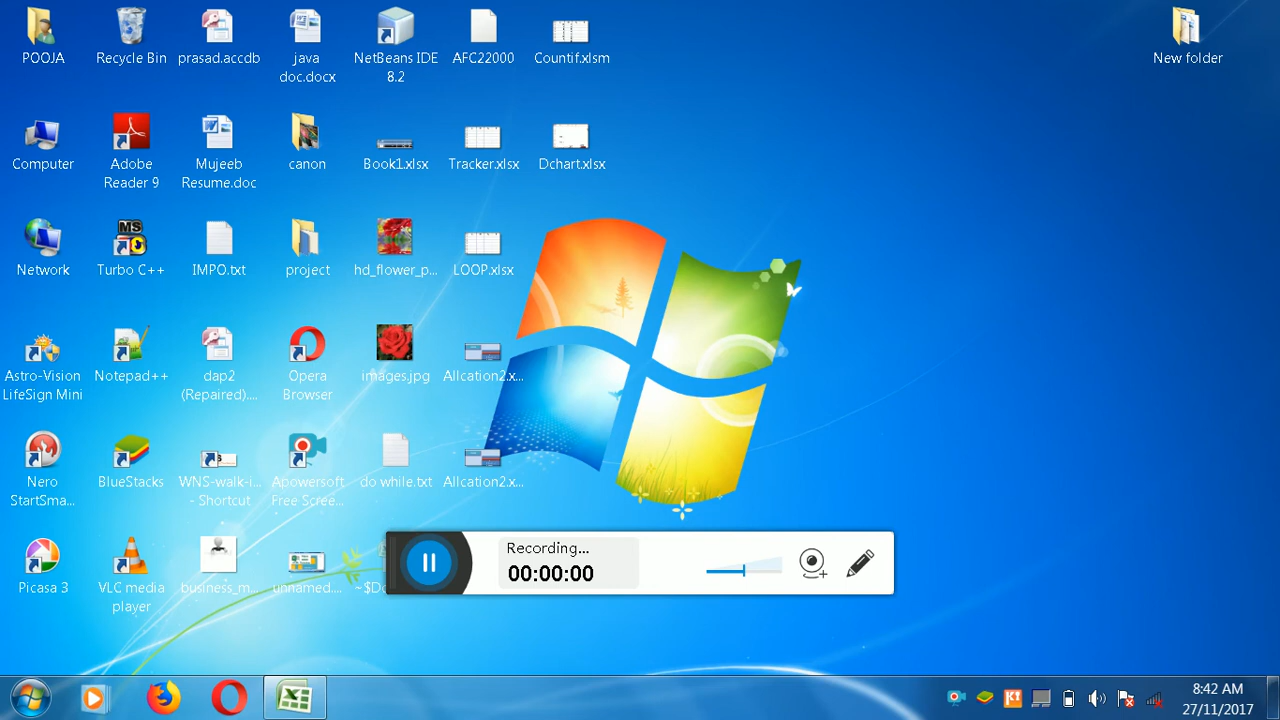 POOJA
Recycle Bin
prasad.accdb
java
doc.docx
NetBeans IDE
8.2
AFC22000
Countif.xlsm
New folder
Computer
Adobe
Reader 9
Mujeeb
Resume.doc
canon
Book1.xlsx
Tracker.xlsx
Dchart.xlsx
Network
MS
Turbo C++
IMPO.txt
project
hd_flower_p...
LOOP.xlsx
Astro-Vision
LifeSign Mini
Notepad++
dap2
(Repaired)....
Opera
Browser
images.jpg
Allcation2.x...
Nero
StartSma...
BlueStacks
WNS-walk-i...
- Shortcut
Apowersoft
Free Scree...
do while.txt
Allcation2.x...
Picasa 3
VLC media
player
business_m...
unnamed....
~$Do
Recording...
00:00:00
8:42 AM
27/11/2017